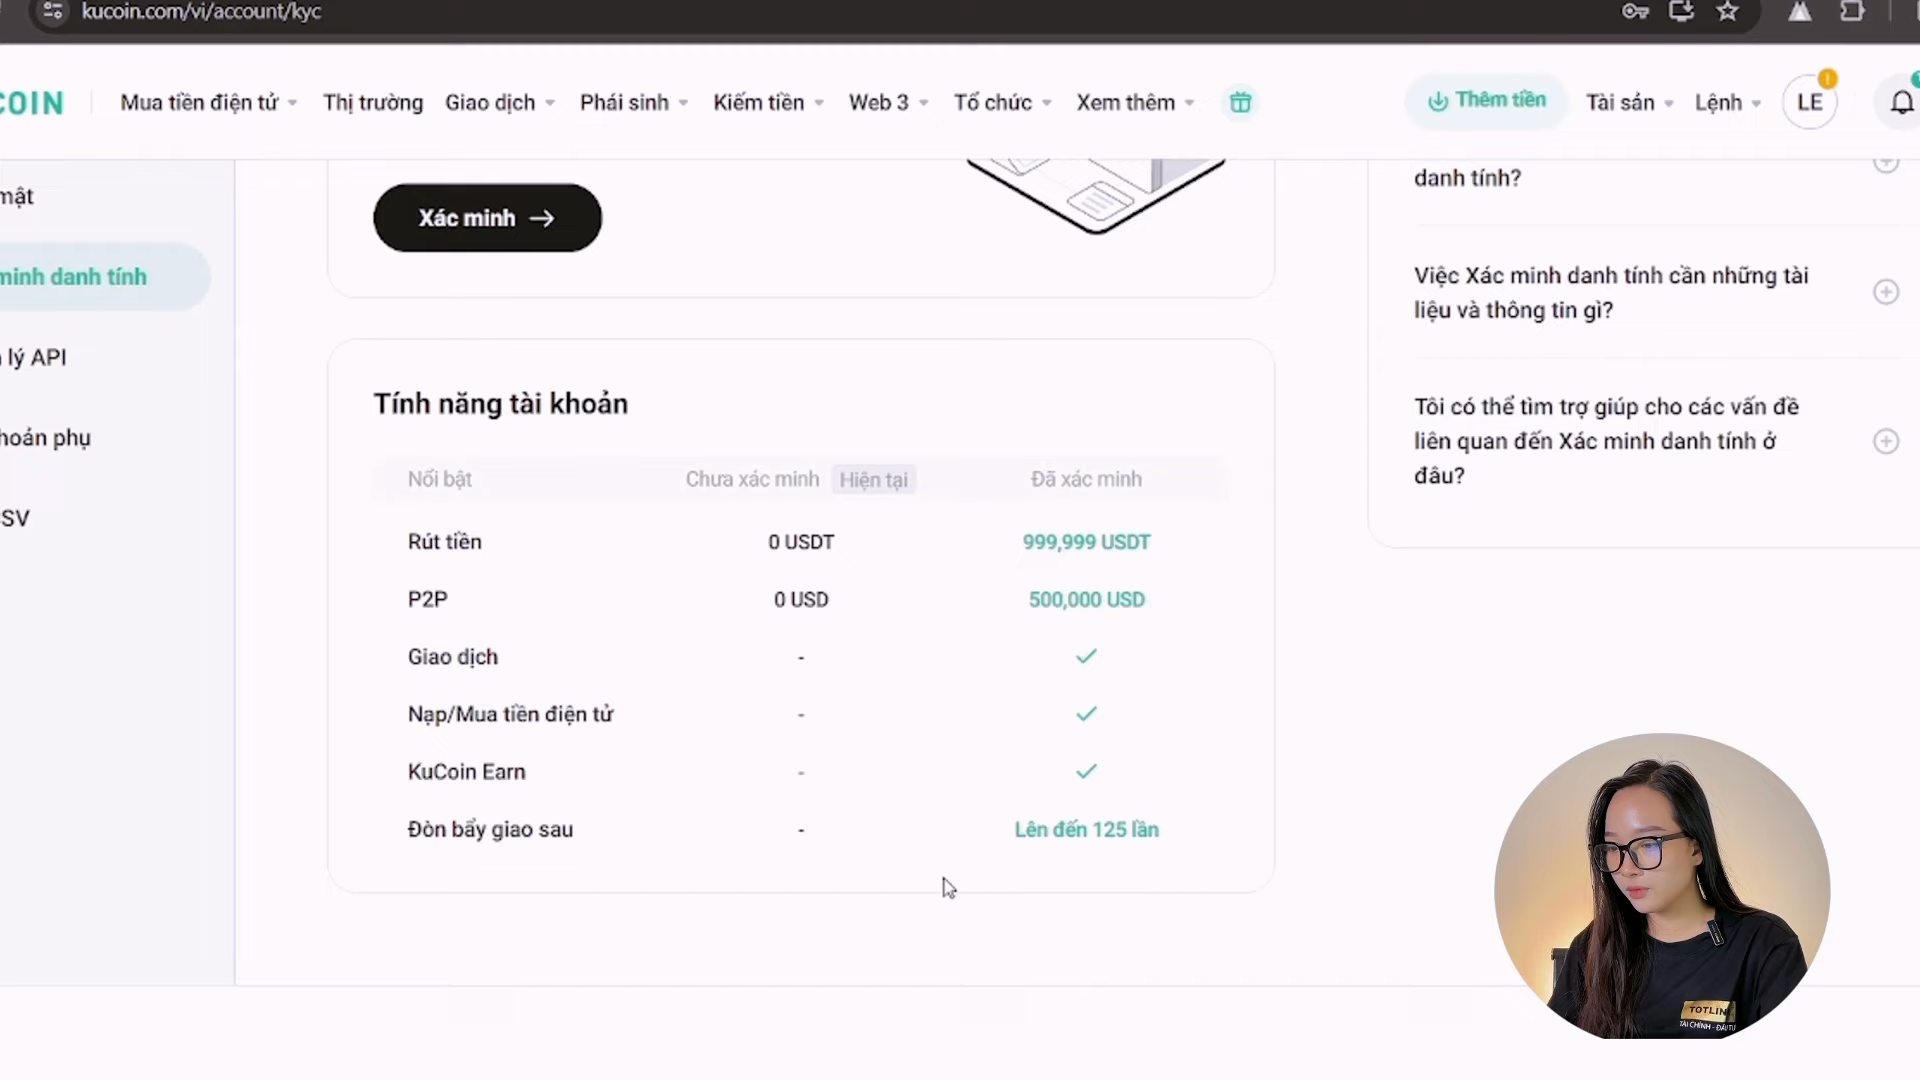 kucoin.com/vi/account/kyc
COIN
Mua tiền điện tử
Thị trường
Giao dịch
Phái sinh
Kiếm tiền
Web 3
Tổ chức
Xem thêm
Thêm tiền
Tài sản
Lệnh
LE
mật
minh danh tính
lý API
hoản phụ
SV
Xác minh →
Tính năng tài khoản
Nổi bật
Chưa xác minh
Hiện tại
Đã xác minh
Rút tiền
0 USDT
999,999 USDT
P2P
0 USD
500,000 USD
Giao dịch
-
✓
Nạp/Mua tiền điện tử
-
✓
KuCoin Earn
-
✓
Đòn bẩy giao sau
-
Lên đến 125 lần
danh tính?
Việc Xác minh danh tính cần những tài
liệu và thông tin gì?
Tôi có thể tìm trợ giúp cho các vấn đề
liên quan đến Xác minh danh tính ở
đâu?
TÀI CHÍNH - ĐẦU TƯ